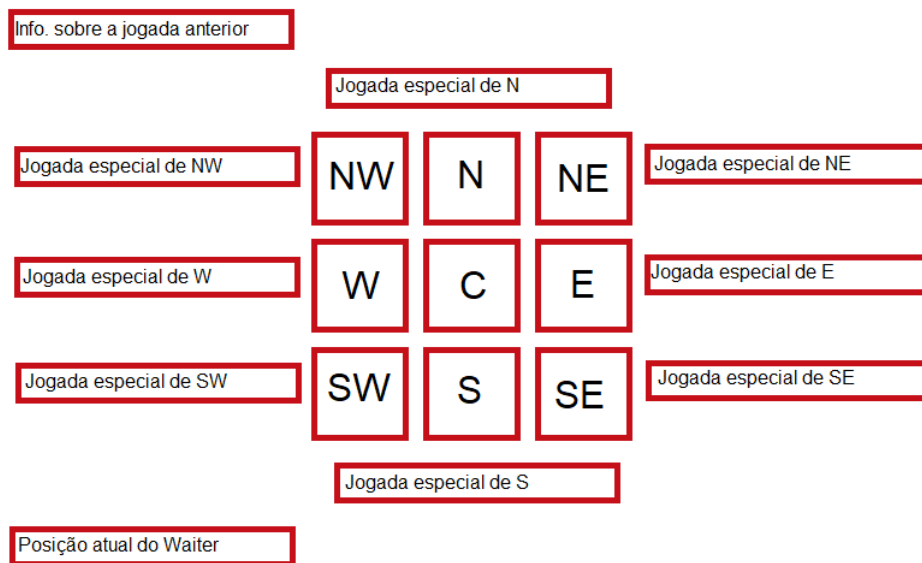 Info. sobre a jogada anterior
Jogada especial de N
Jogada especial de NW
NW
N
NE
Jogada especial de NE
Jogada especial de W
W
C
E
Jogada especial de E
Jogada especial de SW
SW
S
SE
Jogada especial de SE
Jogada especial de S
Posição atual do Waiter